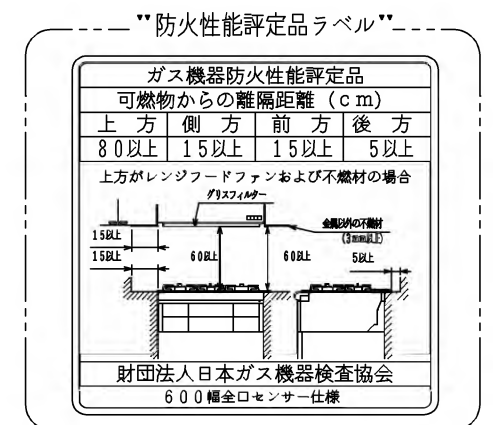 "防火性能評定品ラベル"
ガス機器防火性能評定品
可燃物からの離隔距離(cm)
上方 側方 前方 後方
80以上 15以上 15以上 5以上
上方がレンジフードファンおよび不燃材の場合
グリスフィルター
金属以外の不燃材
(3mm以上)
15以上
15以上 60以上 60以上 5以上
財団法人日本ガス機器検査協会
600幅全口センサー仕様